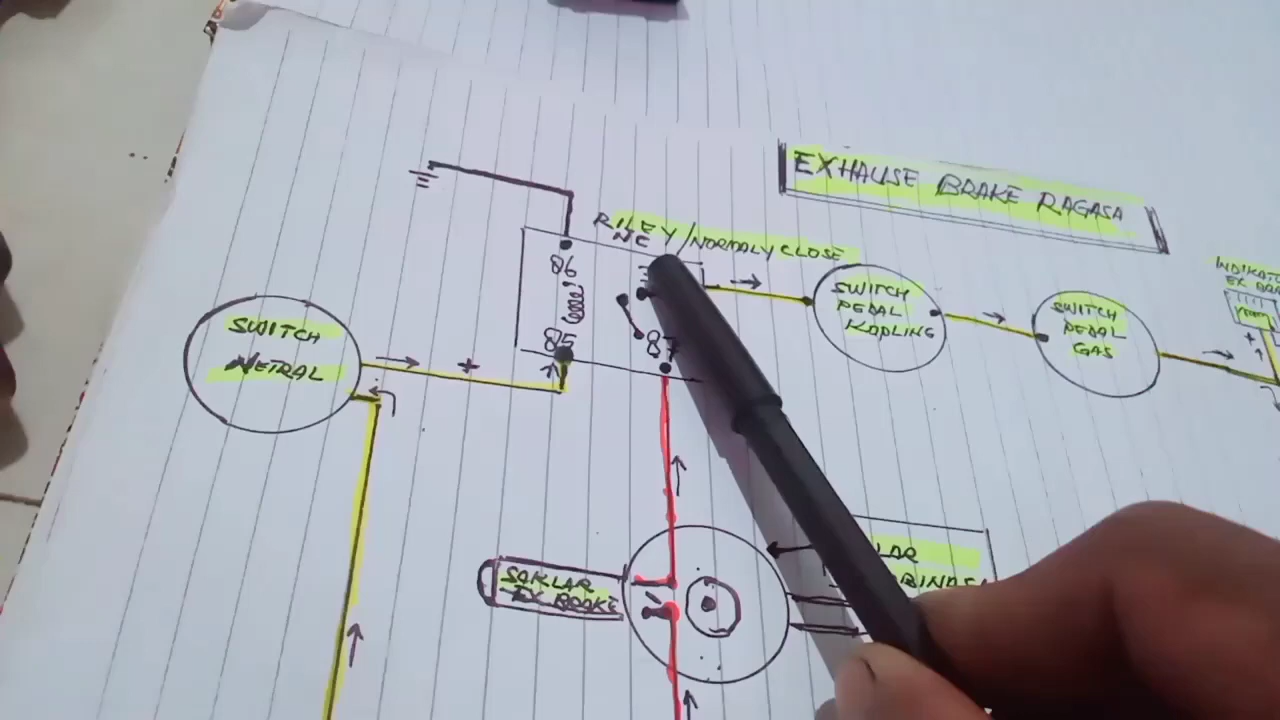 EXHAUSE BRAKE RAGASA
RILEY/NORMALY CLOSE
NC
86
85
87
SWITCH
NETRAL
+
SWITCH
PEDAL
KOPLING
SWITCH
PEDAL
GAS
+
SAKLAR
EX BRAKE